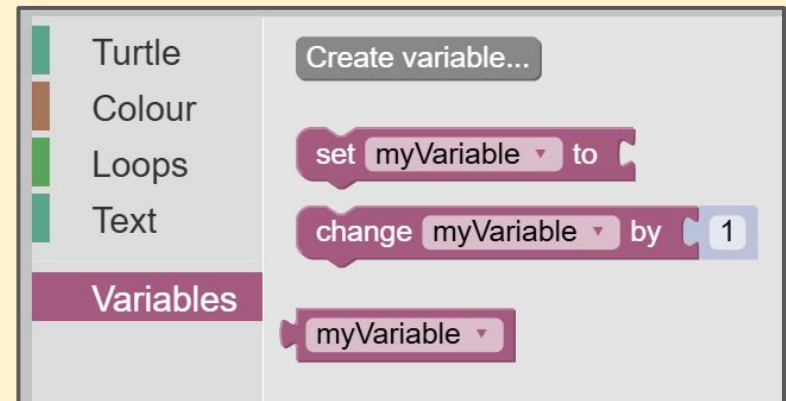 Turtle
Colour
Loops
Text
Variables
Create variable...
set myVariable to
change myVariable by 1
myVariable